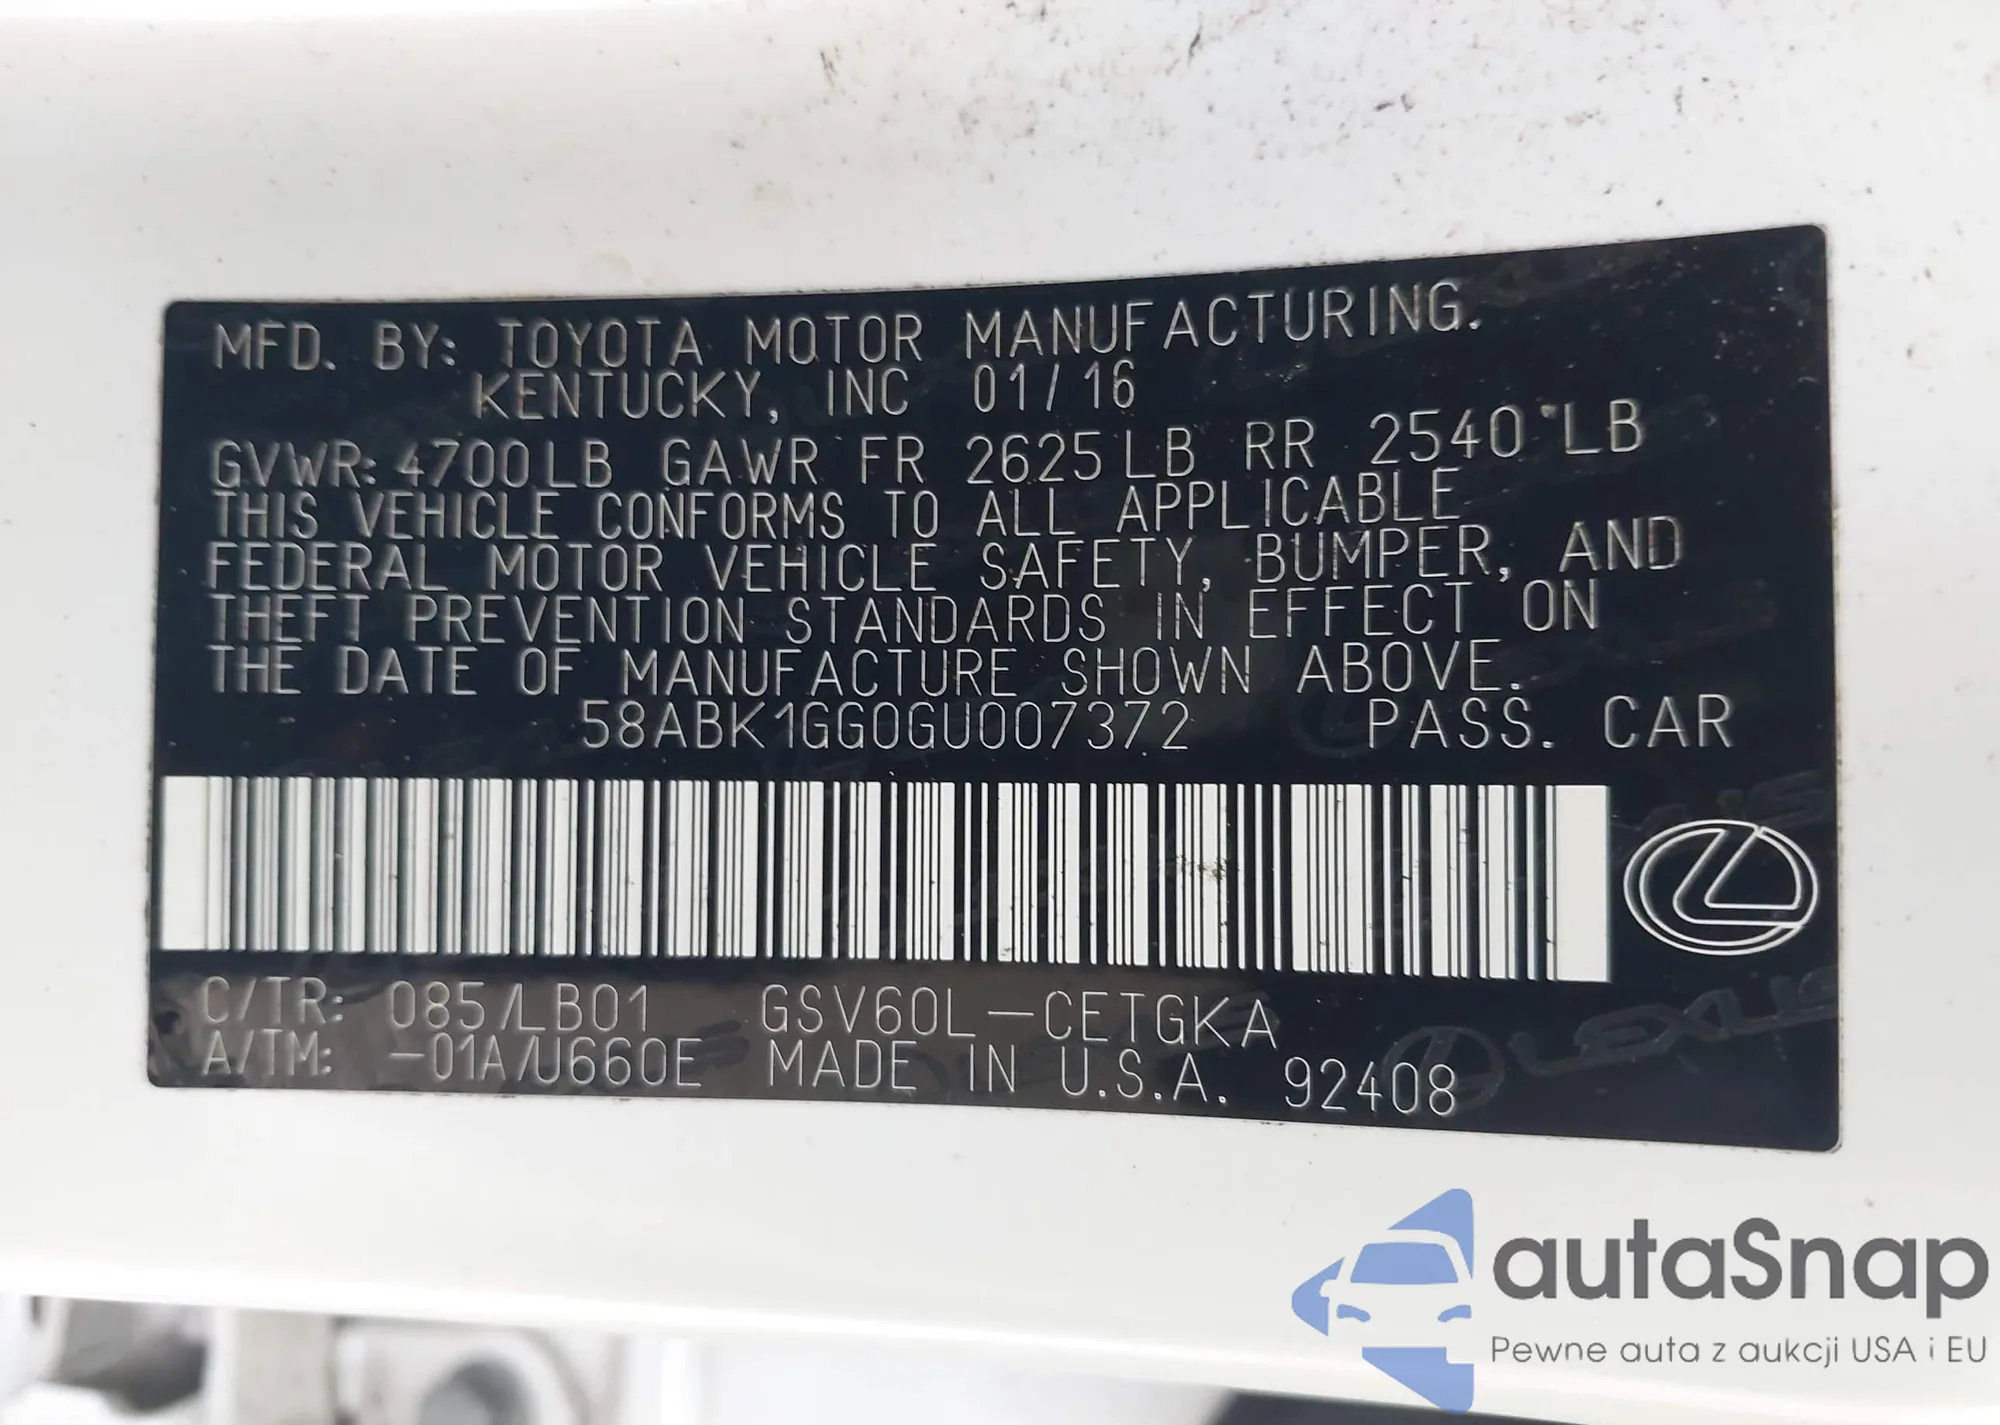 MFD. BY: TOYOTA MOTOR MANUFACTURING.
KENTUCKY, INC 01/16
GVWR: 4700LB GAWR FR 2625LB RR 2540 LB
THIS VEHICLE CONFORMS TO ALL APPLICABLE
FEDERAL MOTOR VEHICLE SAFETY, BUMPER, AND
THEFT PREVENTION STANDARDS IN EFFECT ON
THE DATE OF MANUFACTURE SHOWN ABOVE.
58ABK1GG0GU007372 PASS. CAR
C/TR: 085/LB01 GSV60L-CETGKA
A/TM: -01A/U660E MADE IN U.S.A. 92408
LEXUS
autaSnap
Pewne auta z aukcji USA i EU